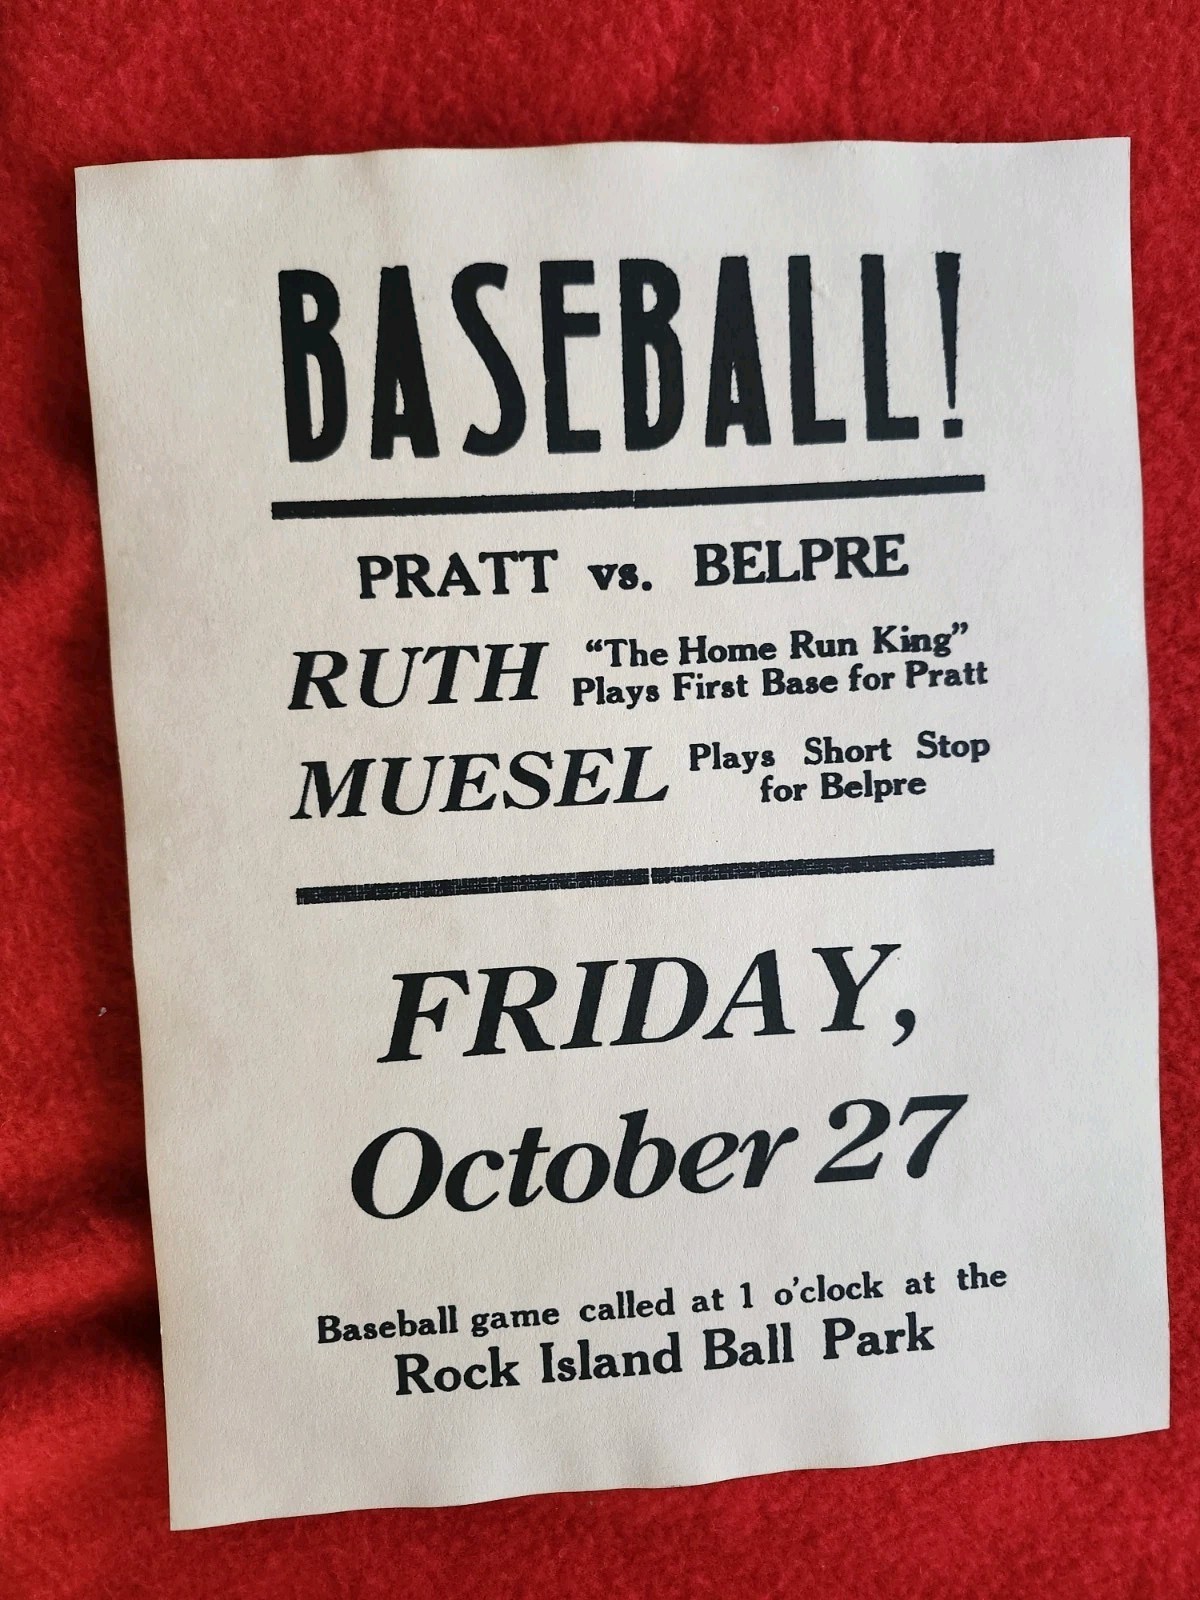 BASEBALL!
PRATT vs. BELPRE
RUTH "The Home Run King"
Plays First Base for Pratt
MUESEL Plays Short Stop
for Belpre
FRIDAY,
October 27
Baseball game called at 1 o'clock at the
Rock Island Ball Park